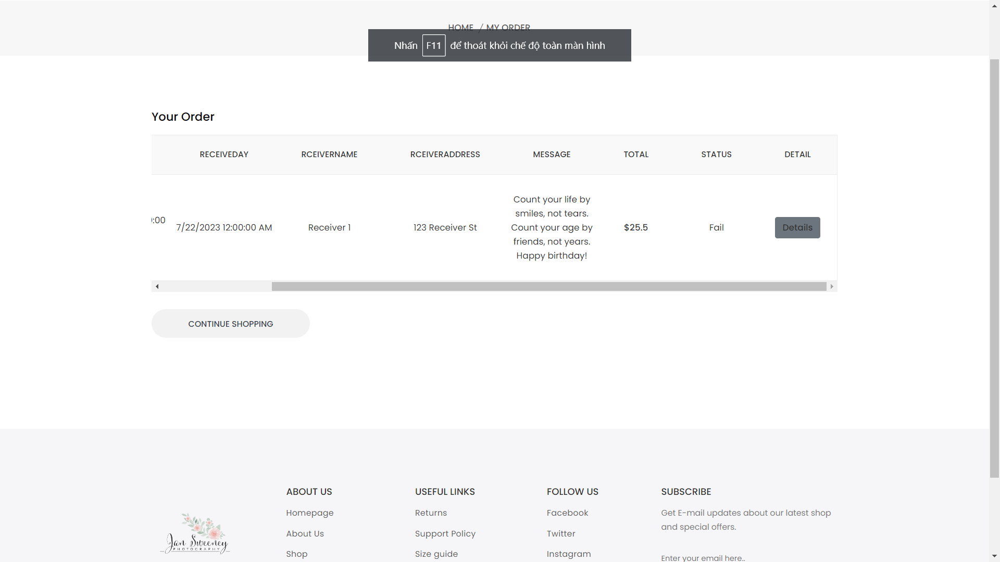 HOME / MY ORDER
Nhấn F11 để thoát khỏi chế độ toàn màn hình
Your Order
RECEIVEDAY RCEIVERNAME RCEIVERADDRESS MESSAGE TOTAL STATUS DETAIL
:00 7/22/2023 12:00:00 AM Receiver 1 123 Receiver St Count your life by
smiles, not tears.
Count your age by
friends, not years.
Happy birthday! $25.5 Fail Details
CONTINUE SHOPPING
Jan Sweeney
PHOTOGRAPHY
ABOUT US
Homepage
About Us
Shop
USEFUL LINKS
Returns
Support Policy
Size guide
FOLLOW US
Facebook
Twitter
Instagram
SUBSCRIBE
Get E-mail updates about our latest shop
and special offers.
Enter your email here..